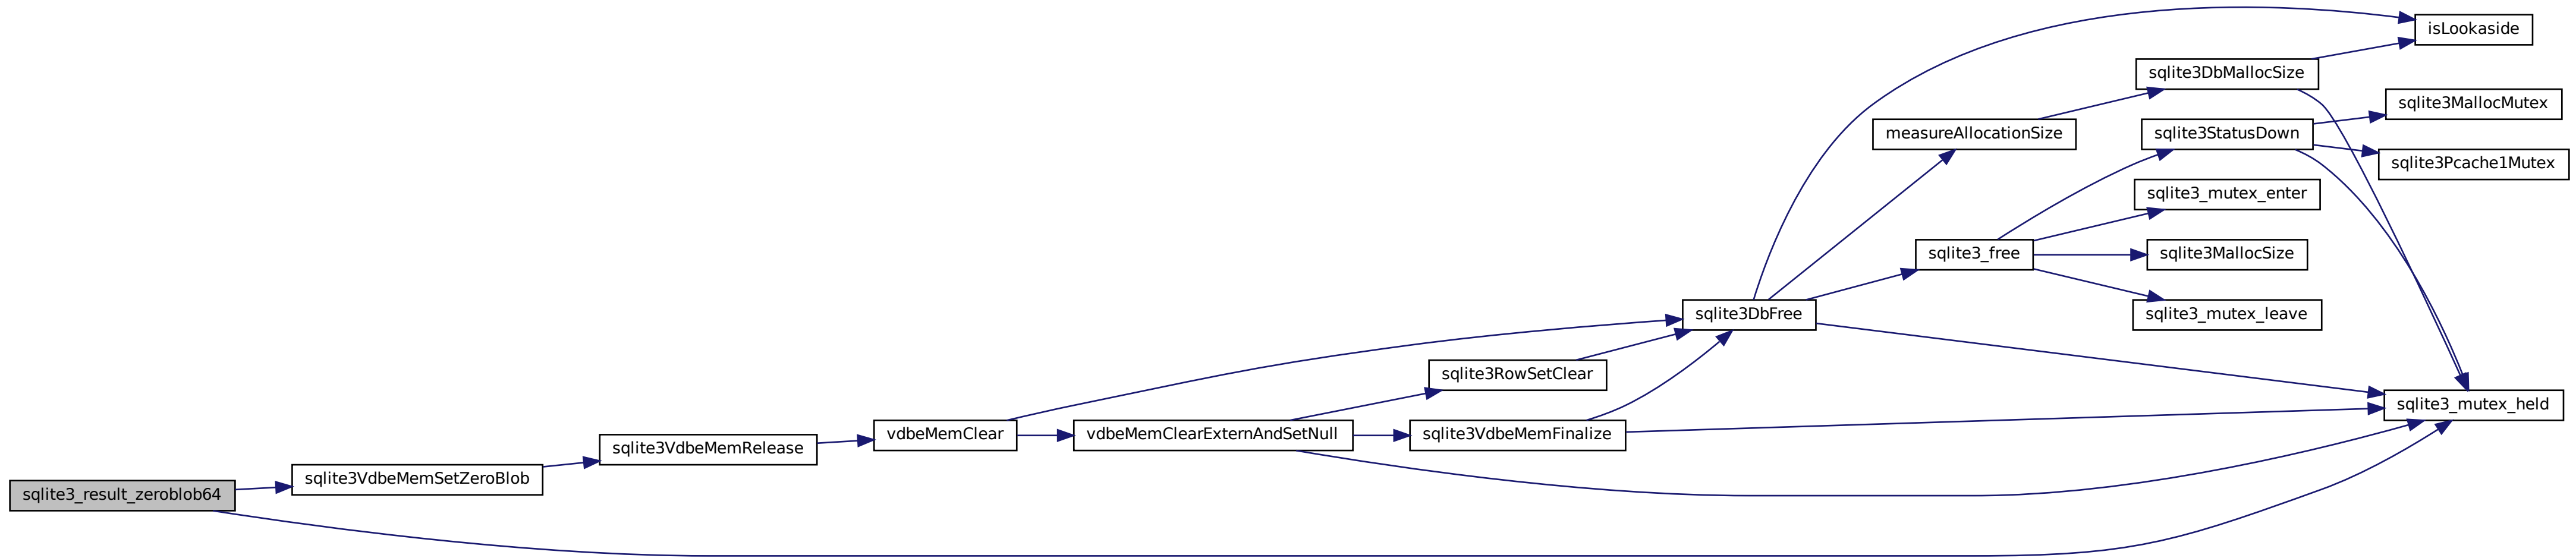 isLookaside
sqlite3DbMallocSize
sqlite3MallocMutex
measureAllocationSize
sqlite3StatusDown
sqlite3Pcache1Mutex
sqlite3_mutex_enter
sqlite3_free
sqlite3MallocSize
sqlite3DbFree
sqlite3_mutex_leave
sqlite3RowSetClear
sqlite3_mutex_held
vdbeMemClear
vdbeMemClearExternAndSetNull
sqlite3VdbeMemFinalize
sqlite3VdbeMemRelease
sqlite3VdbeMemSetZeroBlob
sqlite3_result_zeroblob64